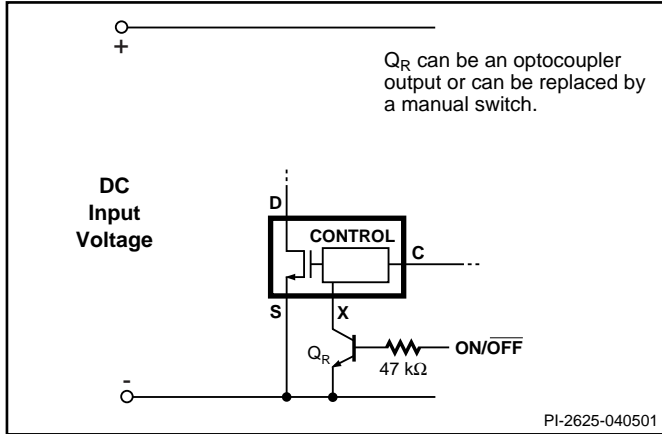 +
Q_R can be an optocoupler
output or can be replaced by
a manual switch.
DC
Input
Voltage
D
CONTROL
C
S
X
Q_R
47 kΩ
ON/O̅F̅F̅
-
PI-2625-040501